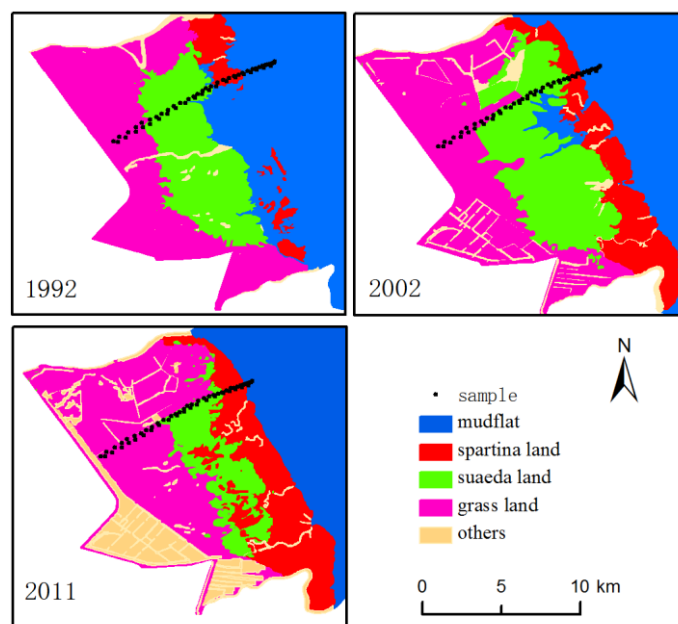 1992
2002
2011
N
sample
mudflat
spartina land
suaeda land
grass land
others
0 5 10 km